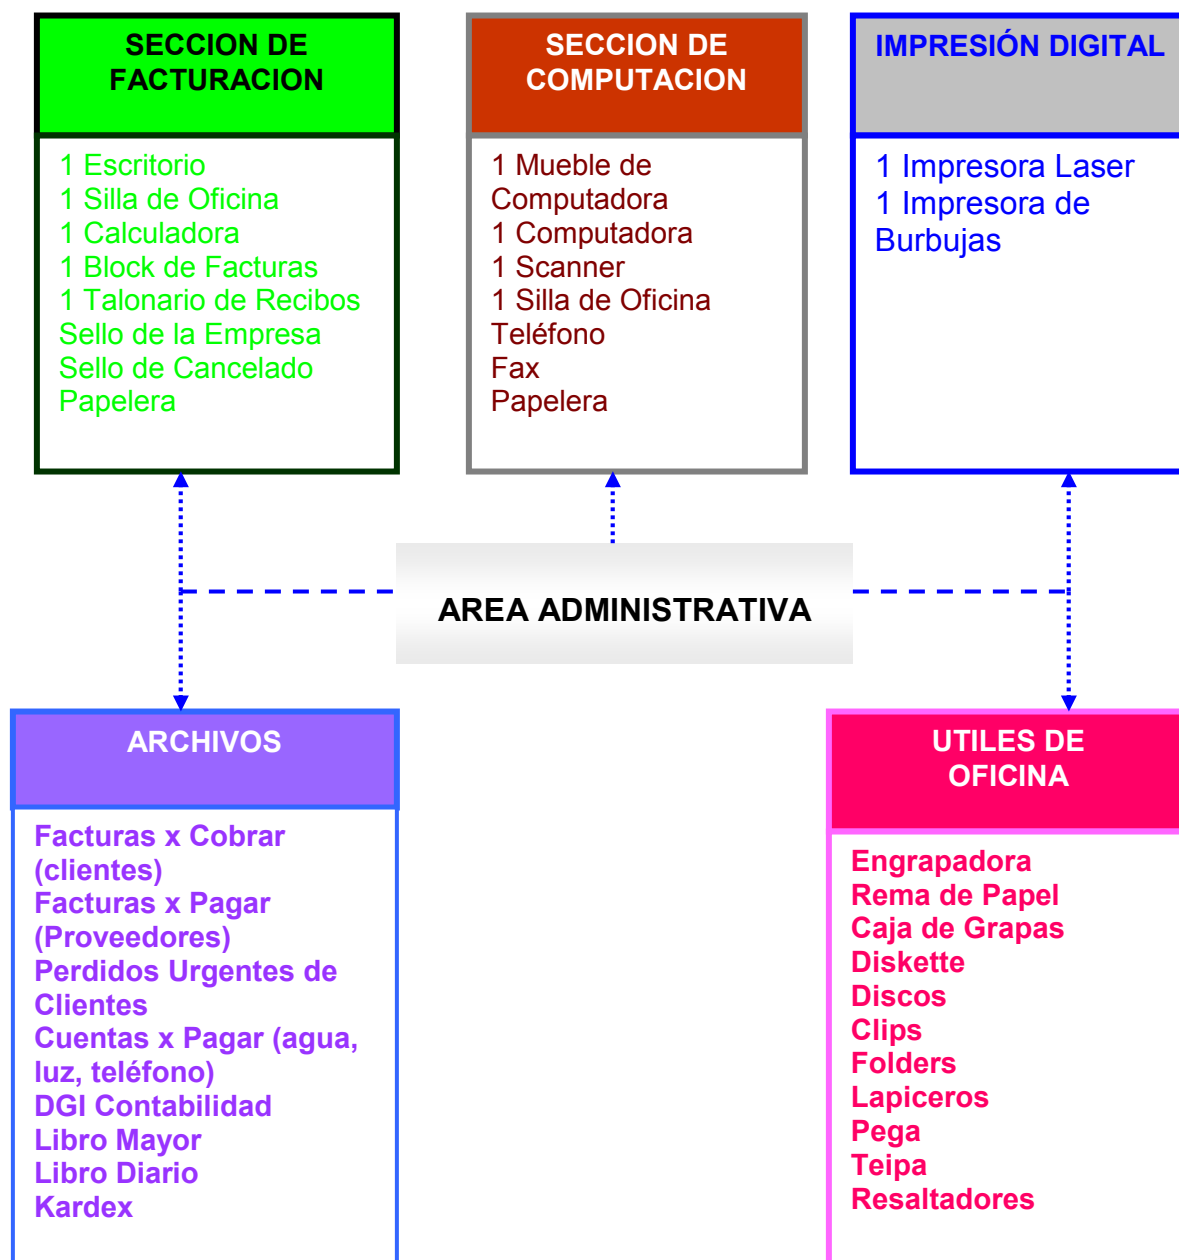 SECCION DE
FACTURACION
1 Escritorio
1 Silla de Oficina
1 Calculadora
1 Block de Facturas
1 Talonario de Recibos
Sello de la Empresa
Sello de Cancelado
Papelera
SECCION DE
COMPUTACION
1 Mueble de
Computadora
1 Computadora
1 Scanner
1 Silla de Oficina
Teléfono
Fax
Papelera
IMPRESIÓN DIGITAL
1 Impresora Laser
1 Impresora de
Burbujas
AREA ADMINISTRATIVA
ARCHIVOS
Facturas x Cobrar
(clientes)
Facturas x Pagar
(Proveedores)
Perdidos Urgentes de
Clientes
Cuentas x Pagar (agua,
luz, teléfono)
DGI Contabilidad
Libro Mayor
Libro Diario
Kardex
UTILES DE
OFICINA
Engrapadora
Rema de Papel
Caja de Grapas
Diskette
Discos
Clips
Folders
Lapiceros
Pega
Teipa
Resaltadores